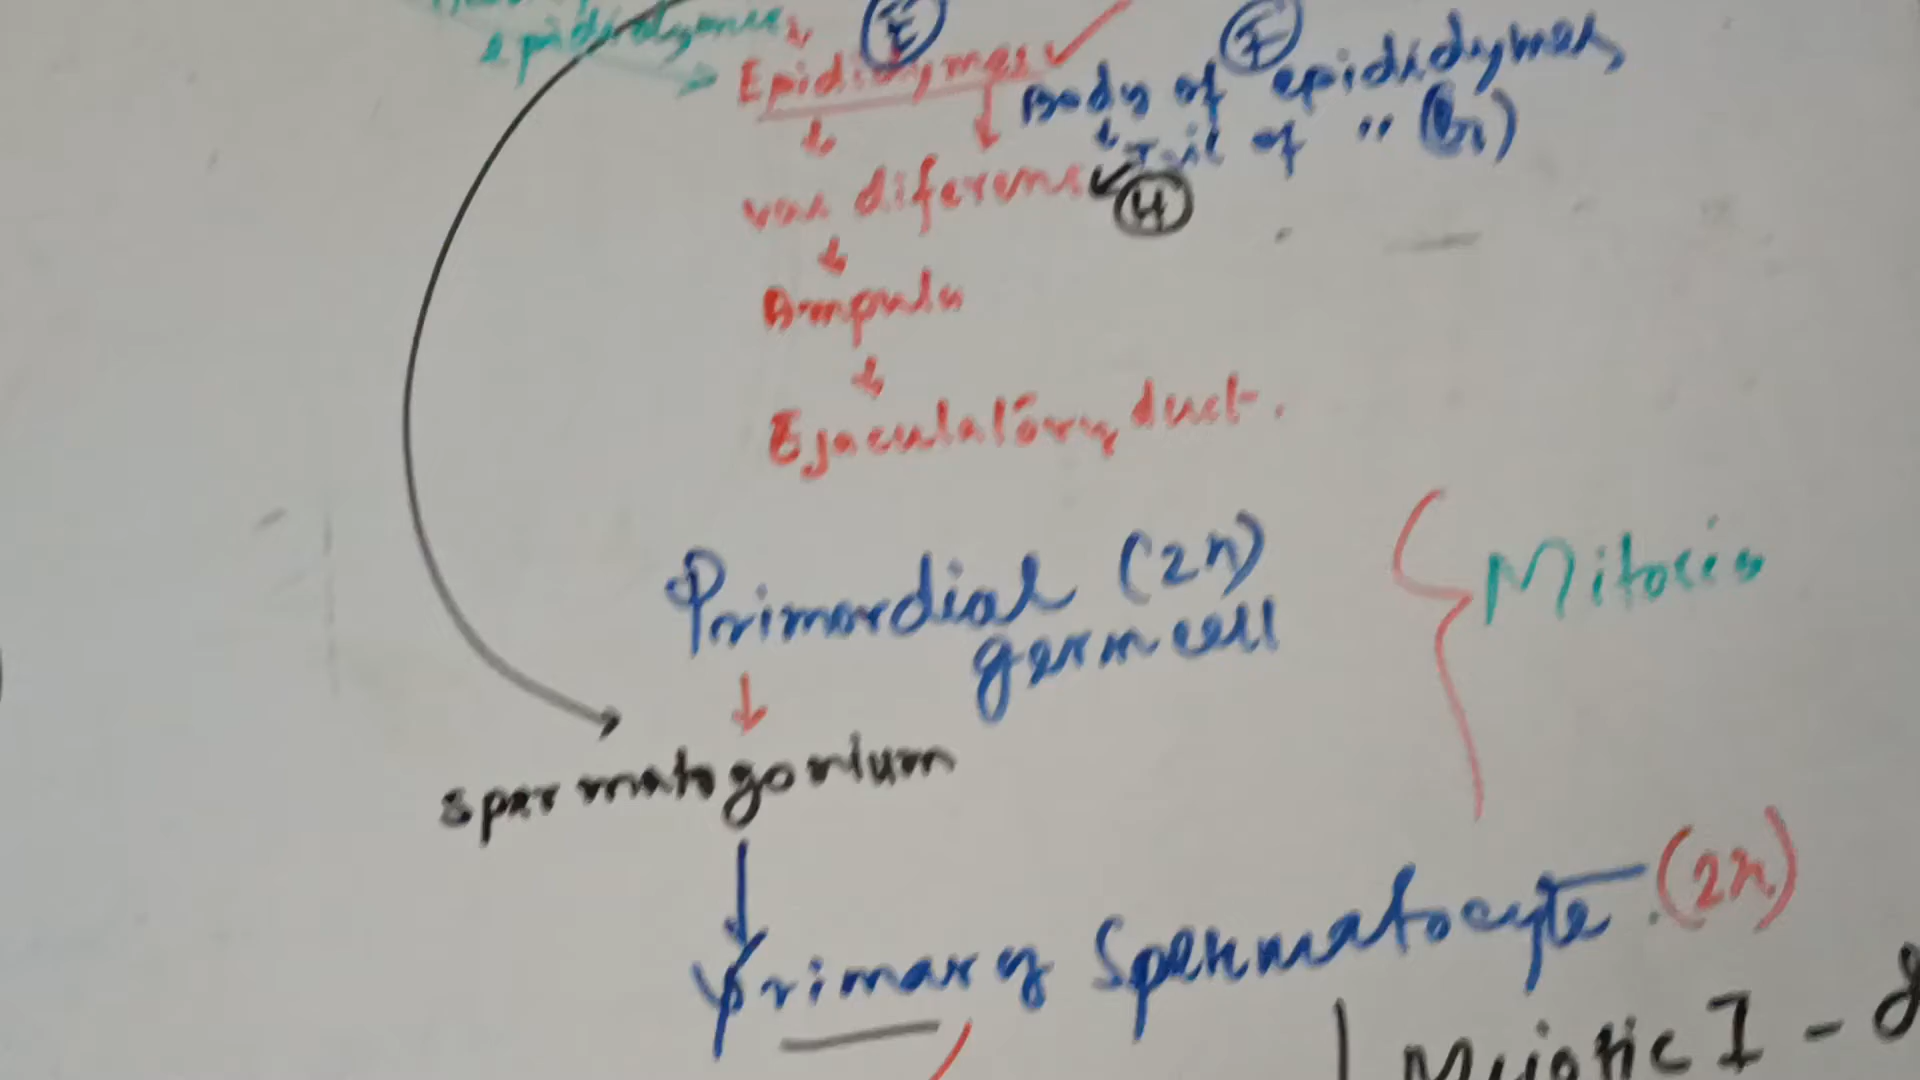 Epididymes
E
F
Body of epididymes,
Tail of " (G)
vas diferens
H
Ampula
Ejaculatory duct.
Primordial (2n)
germ cell
Mitosis
spermatogonium
Primary Spermatocyte (2n)
Meiotic I -